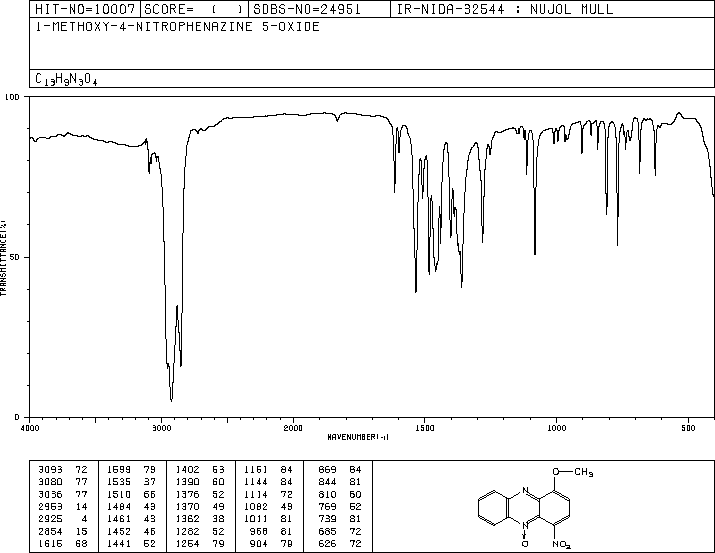 HIT-NO=10007 SCORE= ( ) SDBS-NO=24951 IR-NIDA-32544 : NUJOL MULL
1-METHOXY-4-NITROPHENAZINE 5-OXIDE
C13H9N3O4
100
50
0
TRANSMITTANCE(%)
4000 3000 2000 1500 1000 500
WAVENUMBER(-1)
3093 72 1599 79 1402 53 1151 84 869 84
3080 77 1535 37 1390 60 1144 84 844 81
3036 77 1510 66 1376 52 1114 72 810 60
2953 14 1484 43 1370 49 1082 49 769 52
2925 4 1461 43 1362 38 1011 81 739 81
2854 15 1452 46 1282 52 968 81 685 72
1615 68 1441 52 1254 79 904 79 626 72
O CH3
N
N
O NO2